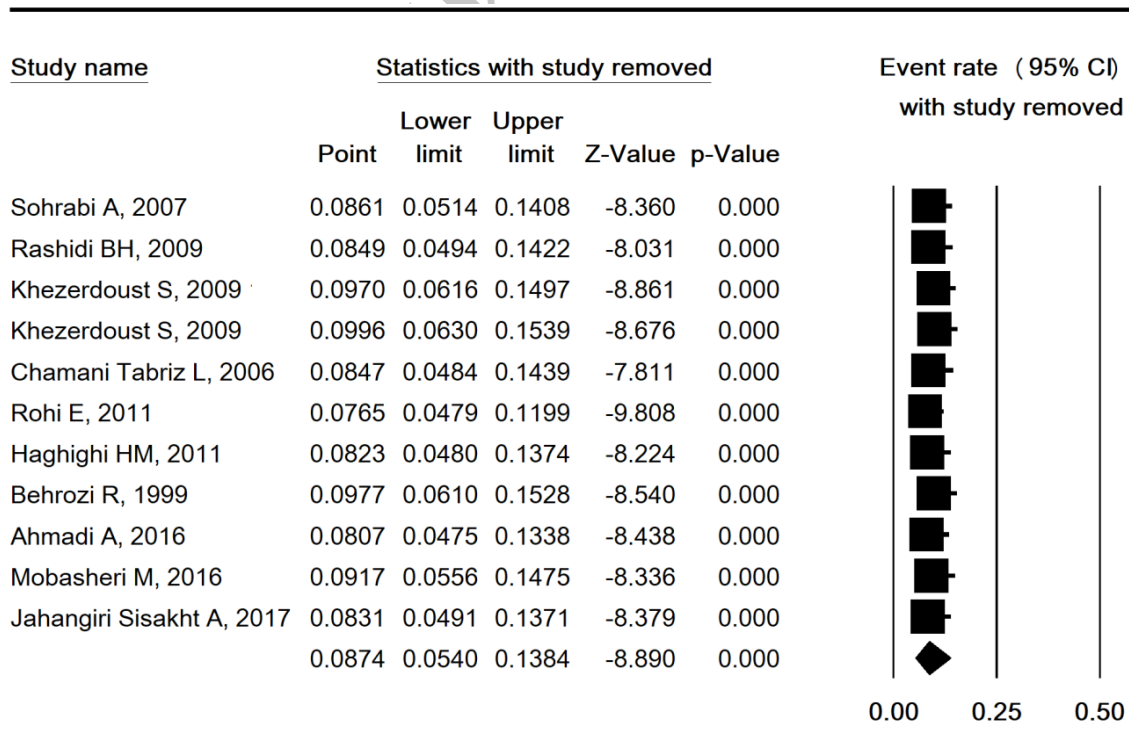 Study name Statistics with study removed Event rate (95% CI)
with study removed
Lower Upper
Point limit limit Z-Value p-Value
Sohrabi A, 2007 0.0861 0.0514 0.1408 -8.360 0.000
Rashidi BH, 2009 0.0849 0.0494 0.1422 -8.031 0.000
Khezerdoust S, 2009 0.0970 0.0616 0.1497 -8.861 0.000
Khezerdoust S, 2009 0.0996 0.0630 0.1539 -8.676 0.000
Chamani Tabriz L, 2006 0.0847 0.0484 0.1439 -7.811 0.000
Rohi E, 2011 0.0765 0.0479 0.1199 -9.808 0.000
Haghighi HM, 2011 0.0823 0.0480 0.1374 -8.224 0.000
Behrozi R, 1999 0.0977 0.0610 0.1528 -8.540 0.000
Ahmadi A, 2016 0.0807 0.0475 0.1338 -8.438 0.000
Mobasheri M, 2016 0.0917 0.0556 0.1475 -8.336 0.000
Jahangiri Sisakht A, 2017 0.0831 0.0491 0.1371 -8.379 0.000
0.0874 0.0540 0.1384 -8.890 0.000
0.00 0.25 0.50